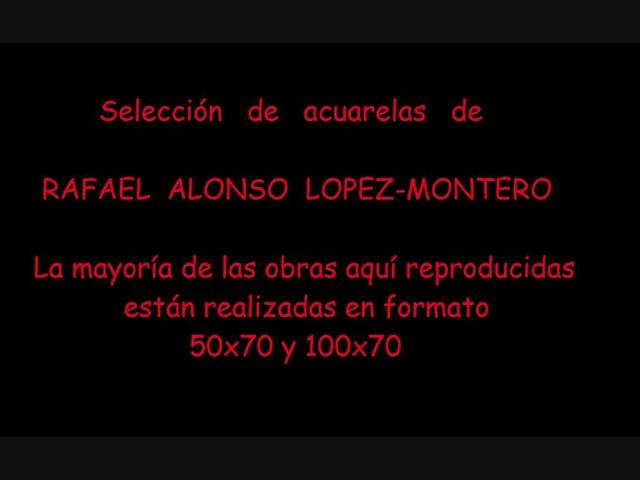 Selección de acuarelas de
RAFAEL ALONSO LOPEZ-MONTERO
La mayoría de las obras aquí reproducidas
están realizadas en formato
50x70 y 100x70